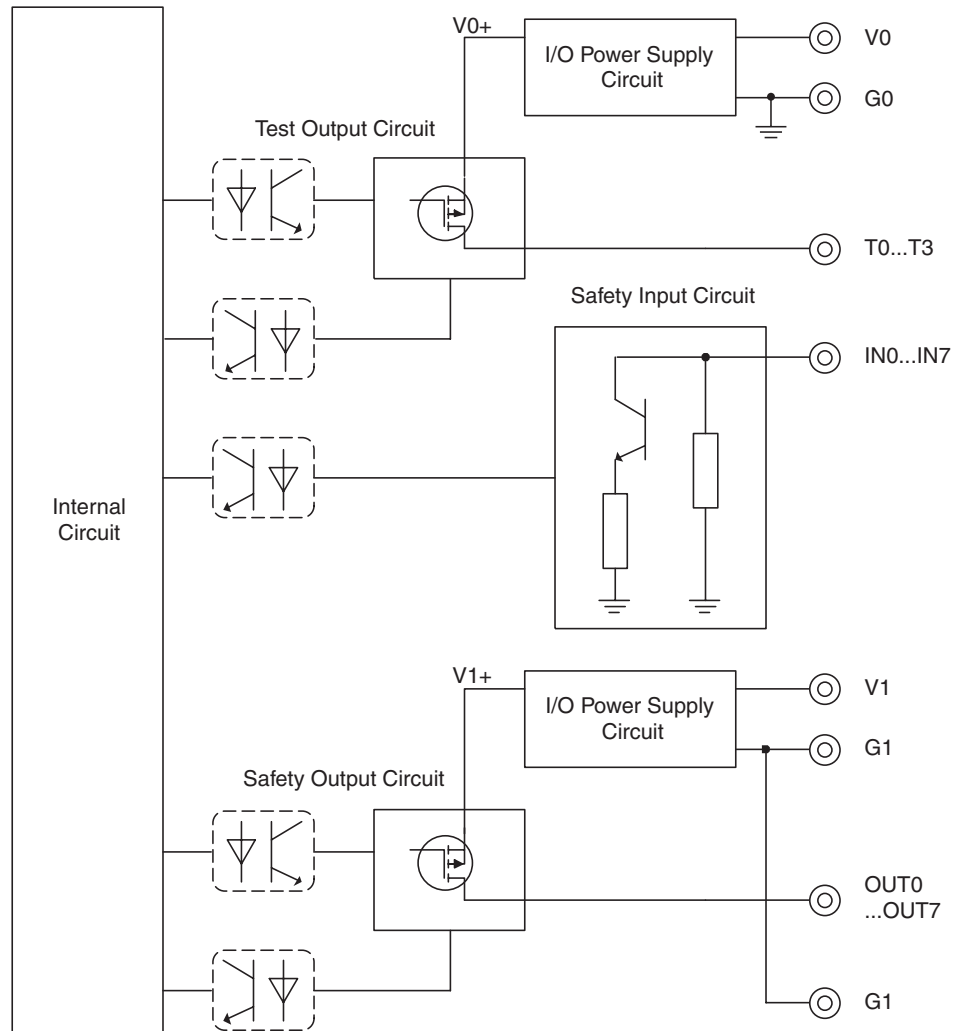 V0+
I/O Power Supply
Circuit
V0
G0
Test Output Circuit
T0...T3
Safety Input Circuit
IN0...IN7
Internal
Circuit
V1+
I/O Power Supply
Circuit
V1
G1
Safety Output Circuit
OUT0
...OUT7
G1